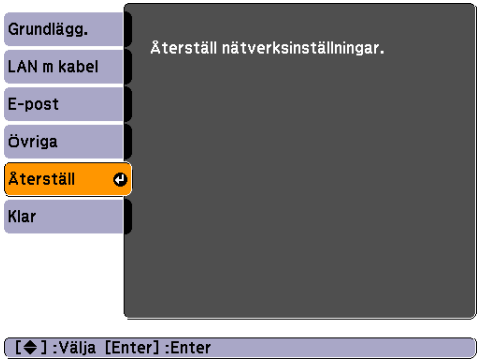 Grundlägg.
LAN m kabel
E-post
Övriga
Återställ
Klar
Återställ nätverksinställningar.
[◆] :Välja [Enter] :Enter